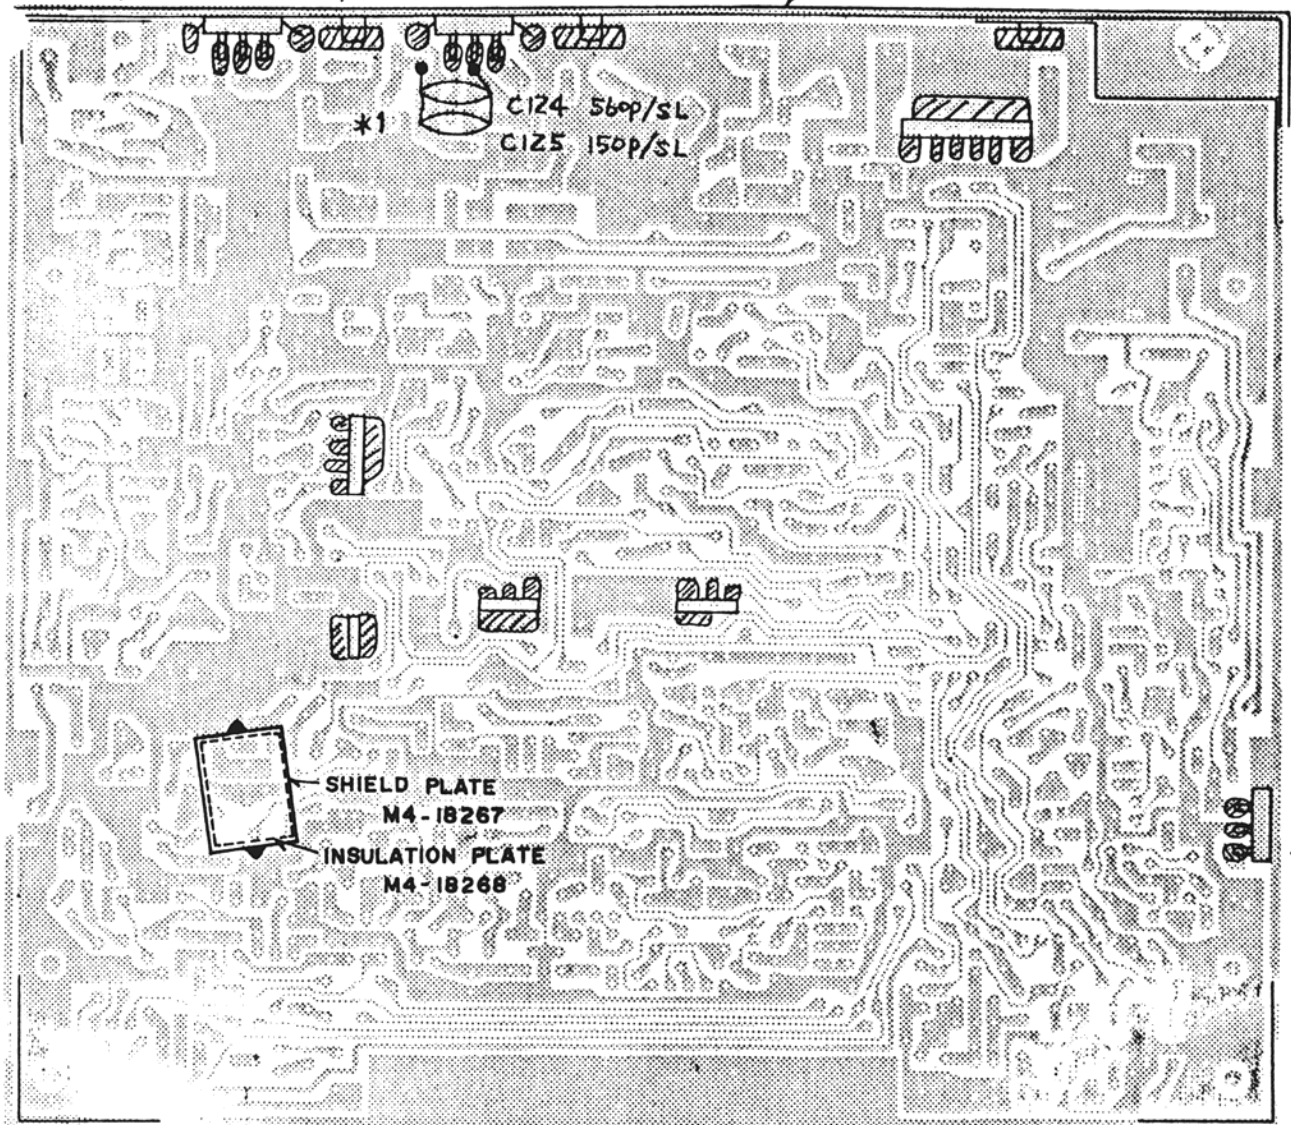 C124 560p/SL
*1
C125 150P/SL
SHIELD PLATE
M4-18267
INSULATION PLATE
M4-18268